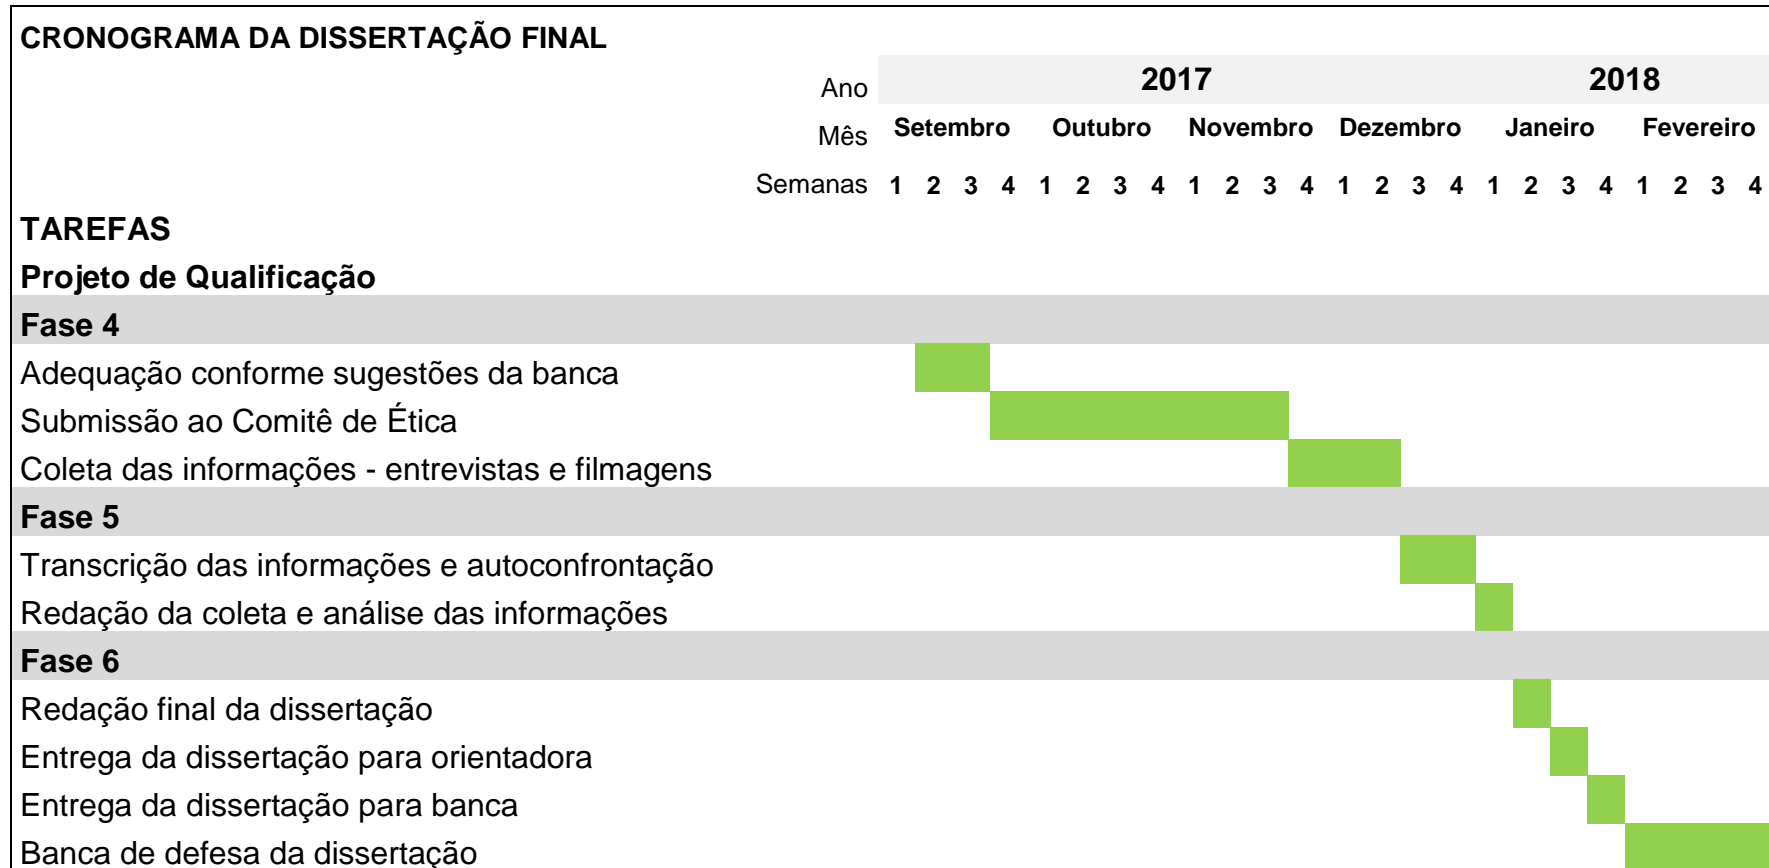 CRONOGRAMA DA DISSERTAÇÃO FINAL
Ano 2017 2018
Mês Setembro Outubro Novembro Dezembro Janeiro Fevereiro
Semanas 1 2 3 4 1 2 3 4 1 2 3 4 1 2 3 4 1 2 3 4 1 2 3 4
TAREFAS
Projeto de Qualificação
Fase 4
Adequação conforme sugestões da banca
Submissão ao Comitê de Ética
Coleta das informações - entrevistas e filmagens
Fase 5
Transcrição das informações e autoconfrontação
Redação da coleta e análise das informações
Fase 6
Redação final da dissertação
Entrega da dissertação para orientadora
Entrega da dissertação para banca
Banca de defesa da dissertação